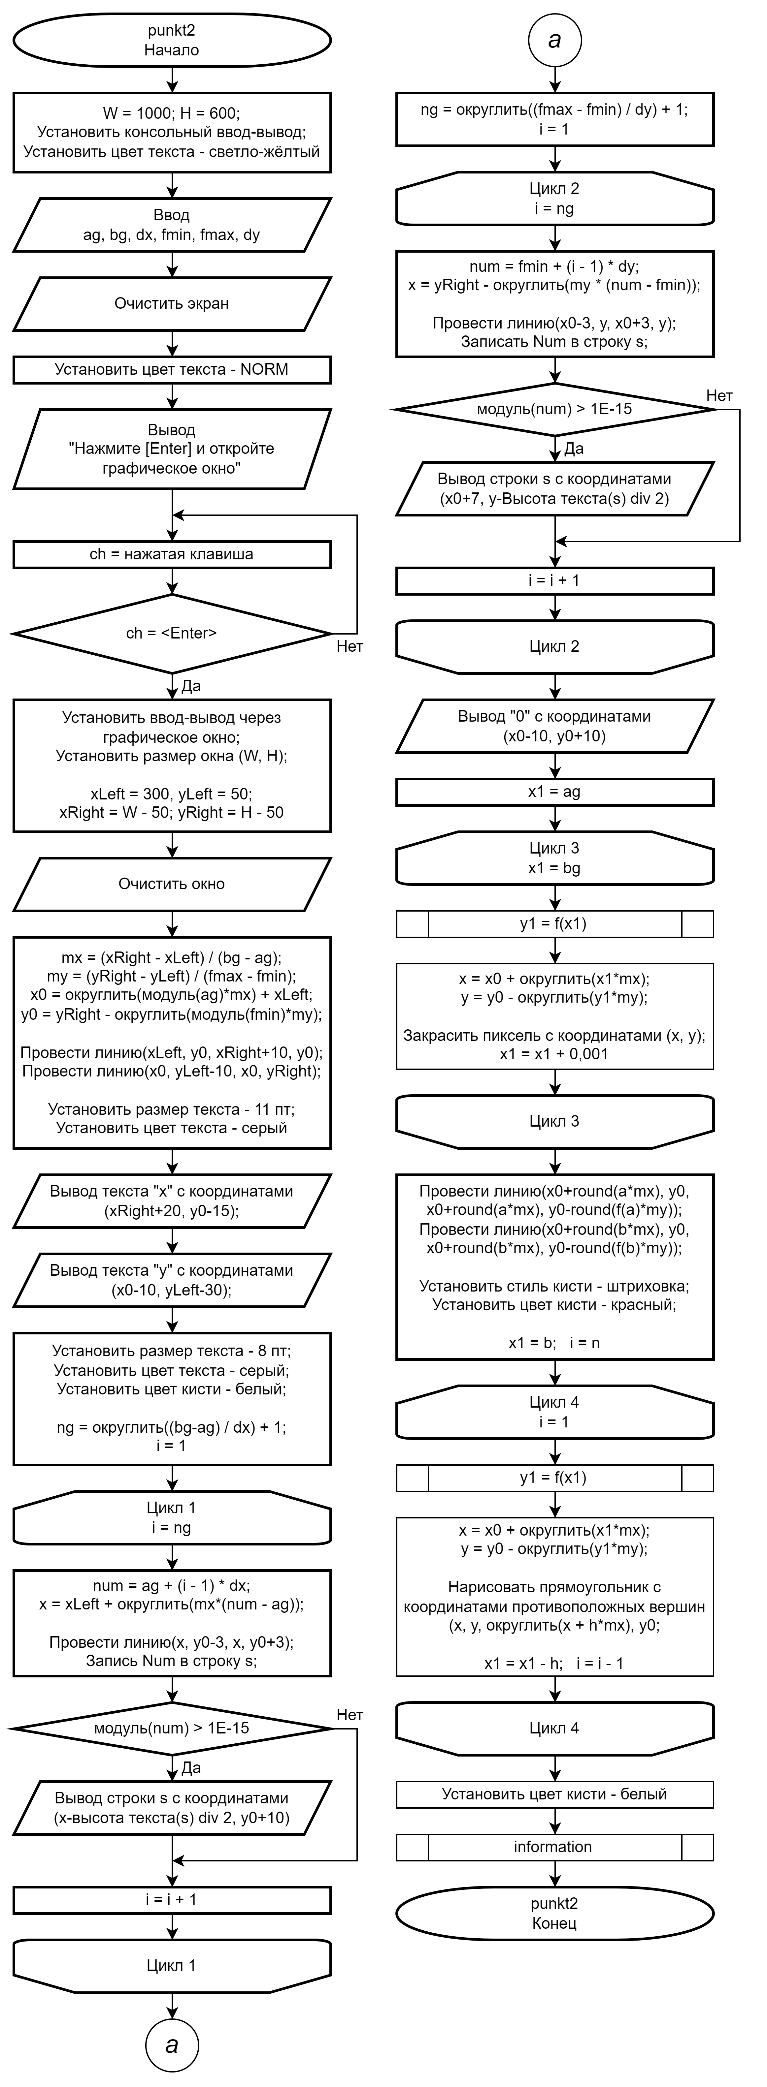 punkt2
Начало
W = 1000; H = 600;
Установить консольный ввод-вывод;
Установить цвет текста - светло-жёлтый
Ввод
ag, bg, dx, fmin, fmax, dy
Очистить экран
Установить цвет текста - NORM
Вывод
"Нажмите [Enter] и откройте
графическое окно"
ch = нажатая клавиша
ch = <Enter>
Нет
Да
Установить ввод-вывод через
графическое окно;
Установить размер окна (W, H);
xLeft = 300, yLeft = 50;
xRight = W - 50; yRight = H - 50
Очистить окно
mx = (xRight - xLeft) / (bg - ag);
my = (yRight - yLeft) / (fmax - fmin);
x0 = округлить(модуль(ag)*mx) + xLeft;
y0 = yRight - округлить(модуль(fmin)*my);
Провести линию(xLeft, y0, xRight+10, y0);
Провести линию(x0, yLeft-10, x0, yRight);
Установить размер текста - 11 пт;
Установить цвет текста - серый
Вывод текста "x" с координатами
(xRight+20, y0-15);
Вывод текста "y" с координатами
(x0-10, yLeft-30);
Установить размер текста - 8 пт;
Установить цвет текста - серый;
Установить цвет кисти - белый;
ng = округлить((bg-ag) / dx) + 1;
i = 1
Цикл 1
i = ng
num = ag + (i - 1) * dx;
x = xLeft + округлить(mx*(num - ag));
Провести линию(x, y0-3, x, y0+3);
Запись Num в строку s;
модуль(num) > 1E-15
Нет
Да
Вывод строки s с координатами
(x-высота текста(s) div 2, y0+10)
i = i + 1
Цикл 1
a
a
ng = округлить((fmax - fmin) / dy) + 1;
i = 1
Цикл 2
i = ng
num = fmin + (i - 1) * dy;
x = yRight - округлить(my * (num - fmin));
Провести линию(x0-3, y, x0+3, y);
Записать Num в строку s;
модуль(num) > 1E-15
Нет
Да
Вывод строки s с координатами
(x0+7, y-Высота текста(s) div 2)
i = i + 1
Цикл 2
Вывод "0" с координатами
(x0-10, y0+10)
x1 = ag
Цикл 3
x1 = bg
y1 = f(x1)
x = x0 + округлить(x1*mx);
y = y0 - округлить(y1*my);
Закрасить пиксель с координатами (x, y);
x1 = x1 + 0,001
Цикл 3
Провести линию(x0+round(a*mx), y0,
x0+round(a*mx), y0-round(f(a)*my));
Провести линию(x0+round(b*mx), y0,
x0+round(b*mx), y0-round(f(b)*my));
Установить стиль кисти - штриховка;
Установить цвет кисти - красный;
x1 = b; i = n
Цикл 4
i = 1
y1 = f(x1)
x = x0 + округлить(x1*mx);
y = y0 - округлить(y1*my);
Нарисовать прямоугольник с
координатами противоположных вершин
(x, y, округлить(x + h*mx), y0;
x1 = x1 - h; i = i - 1
Цикл 4
Установить цвет кисти - белый
information
punkt2
Конец